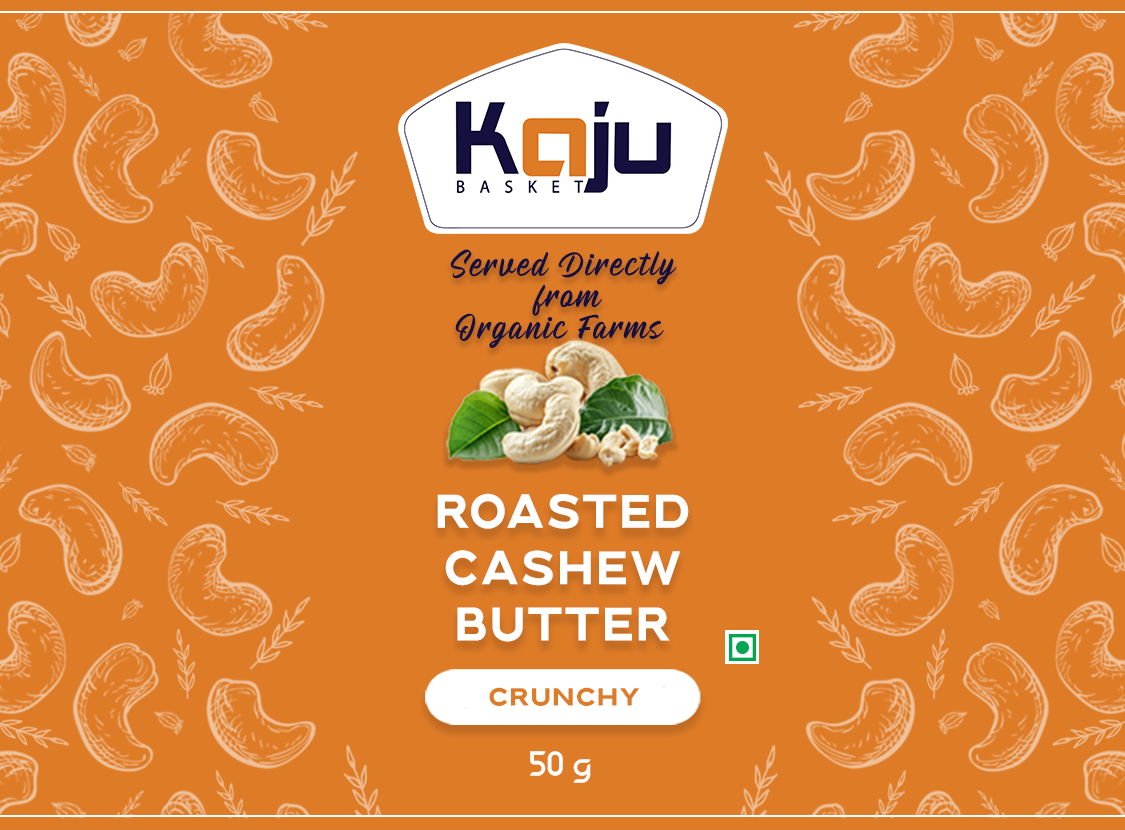 Kaju
BASKET
Served Directly
from
Organic Farms
ROASTED
CASHEW
BUTTER
CRUNCHY
50 g